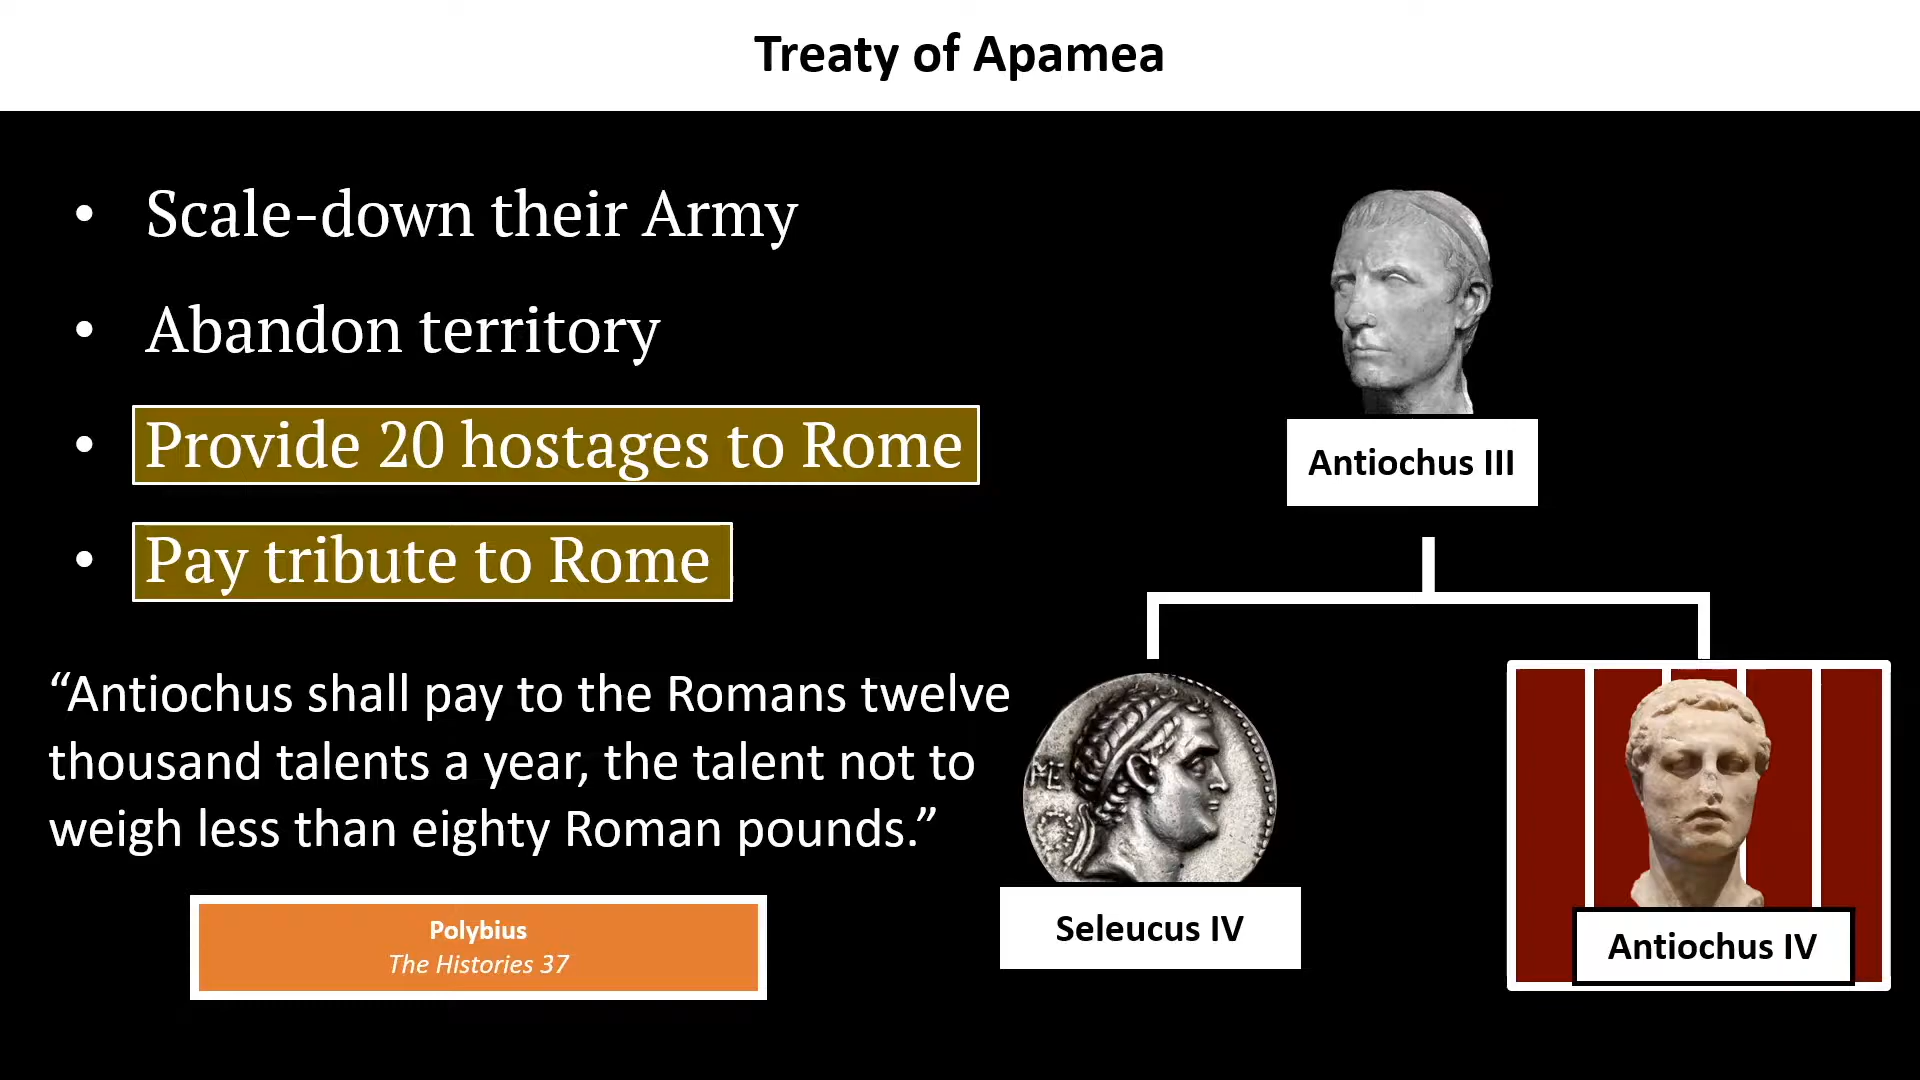 Treaty of Apamea
• Scale-down their Army
• Abandon territory
• Provide 20 hostages to Rome
• Pay tribute to Rome
“Antiochus shall pay to the Romans twelve
thousand talents a year, the talent not to
weigh less than eighty Roman pounds.”
Polybius
The Histories 37
Antiochus III
Seleucus IV
Antiochus IV